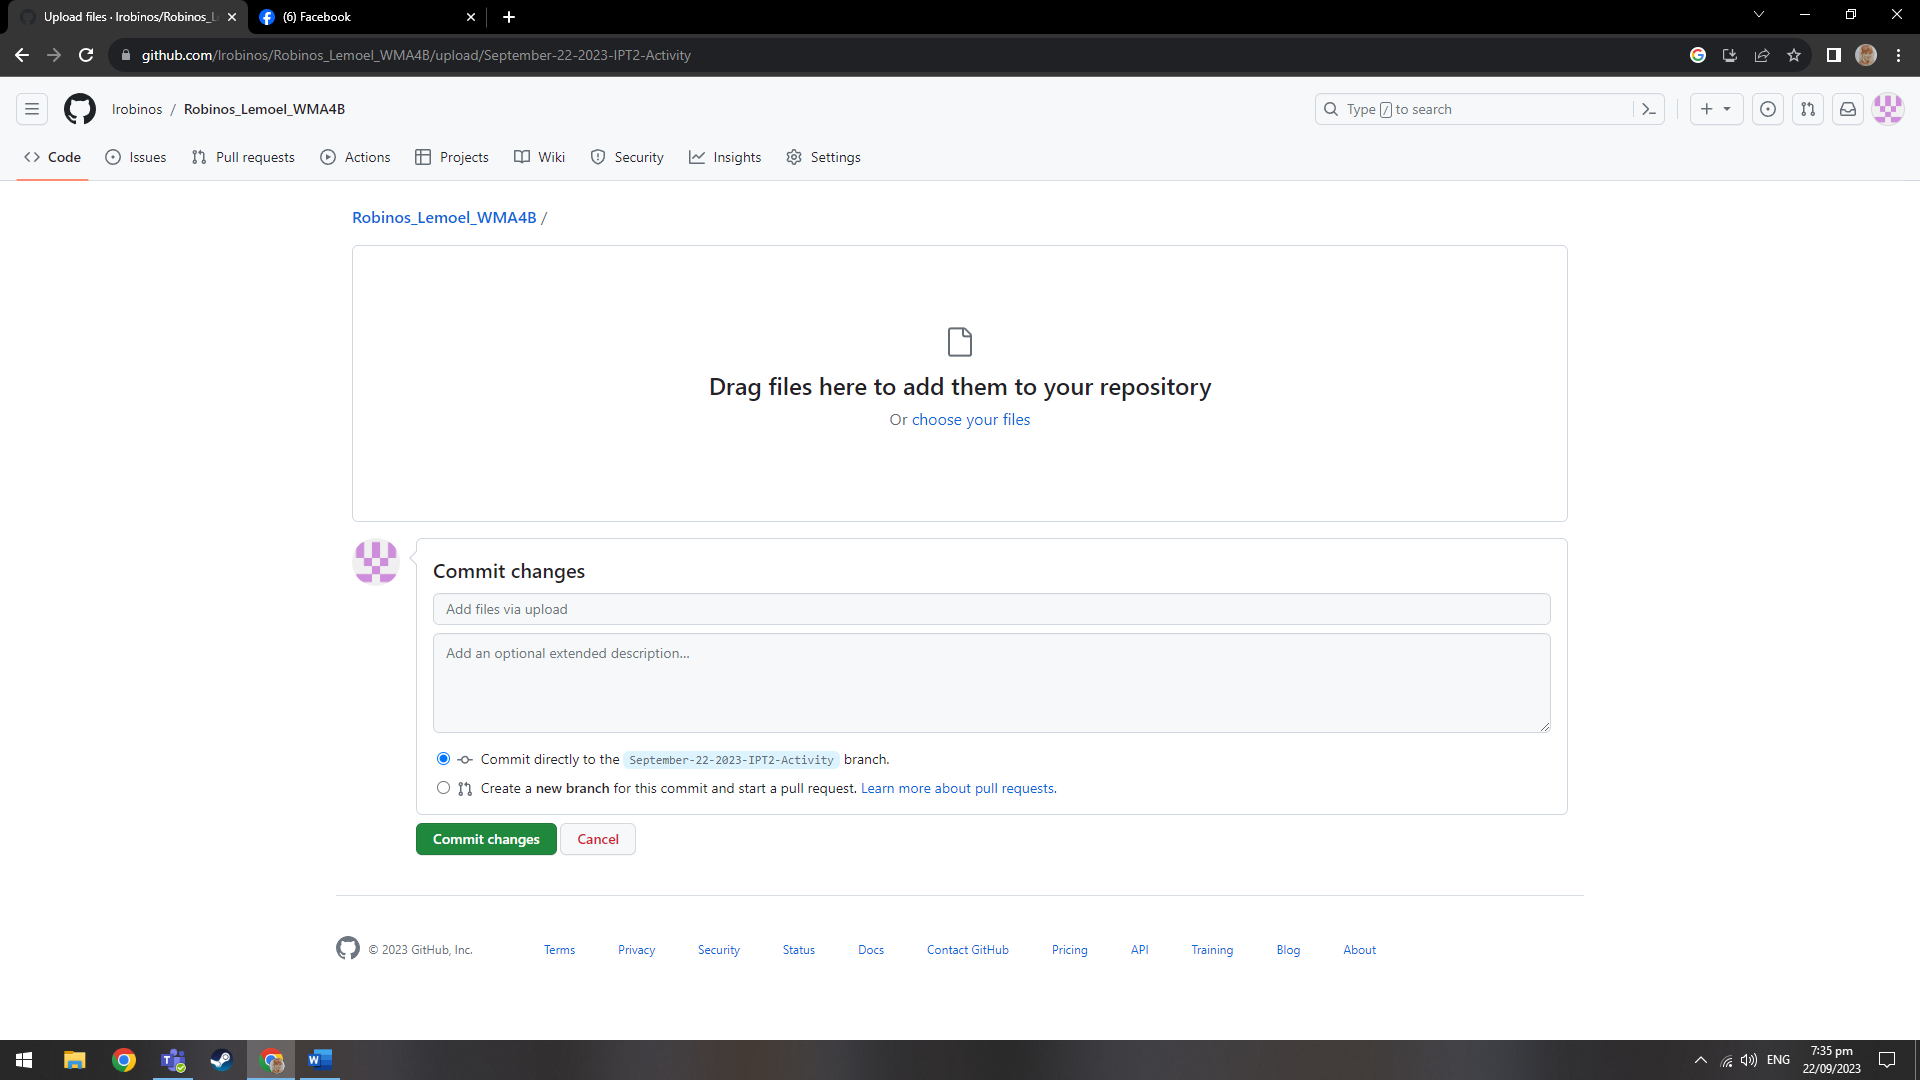 Upload files · lrobinos/Robinos_L
(6) Facebook
github.com/lrobinos/Robinos_Lemoel_WMA4B/upload/September-22-2023-IPT2-Activity
lrobinos / Robinos_Lemoel_WMA4B
Type / to search
Code Issues Pull requests Actions Projects Wiki Security Insights Settings
Robinos_Lemoel_WMA4B /
Drag files here to add them to your repository
Or choose your files
Commit changes
Add files via upload
Add an optional extended description...
Commit directly to the September-22-2023-IPT2-Activity branch.
Create a new branch for this commit and start a pull request. Learn more about pull requests.
Commit changes Cancel
© 2023 GitHub, Inc. Terms Privacy Security Status Docs Contact GitHub Pricing API Training Blog About
ENG
7:35 pm
22/09/2023